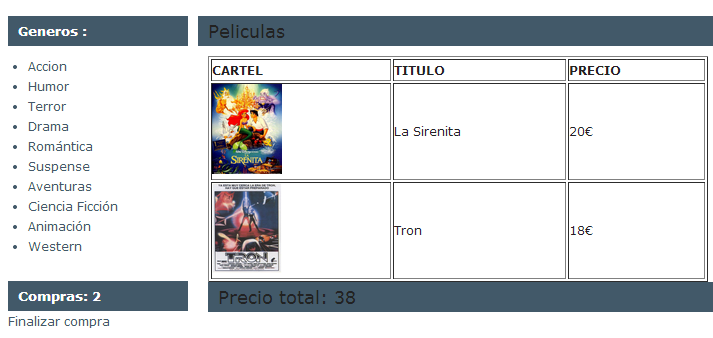 Generos :
Accion
Humor
Terror
Drama
Romántica
Suspense
Aventuras
Ciencia Ficción
Animación
Western
Compras: 2
Finalizar compra
Peliculas
CARTEL TITULO PRECIO
La SIRENITA
La Sirenita 20€
TRON
Tron 18€
Precio total: 38